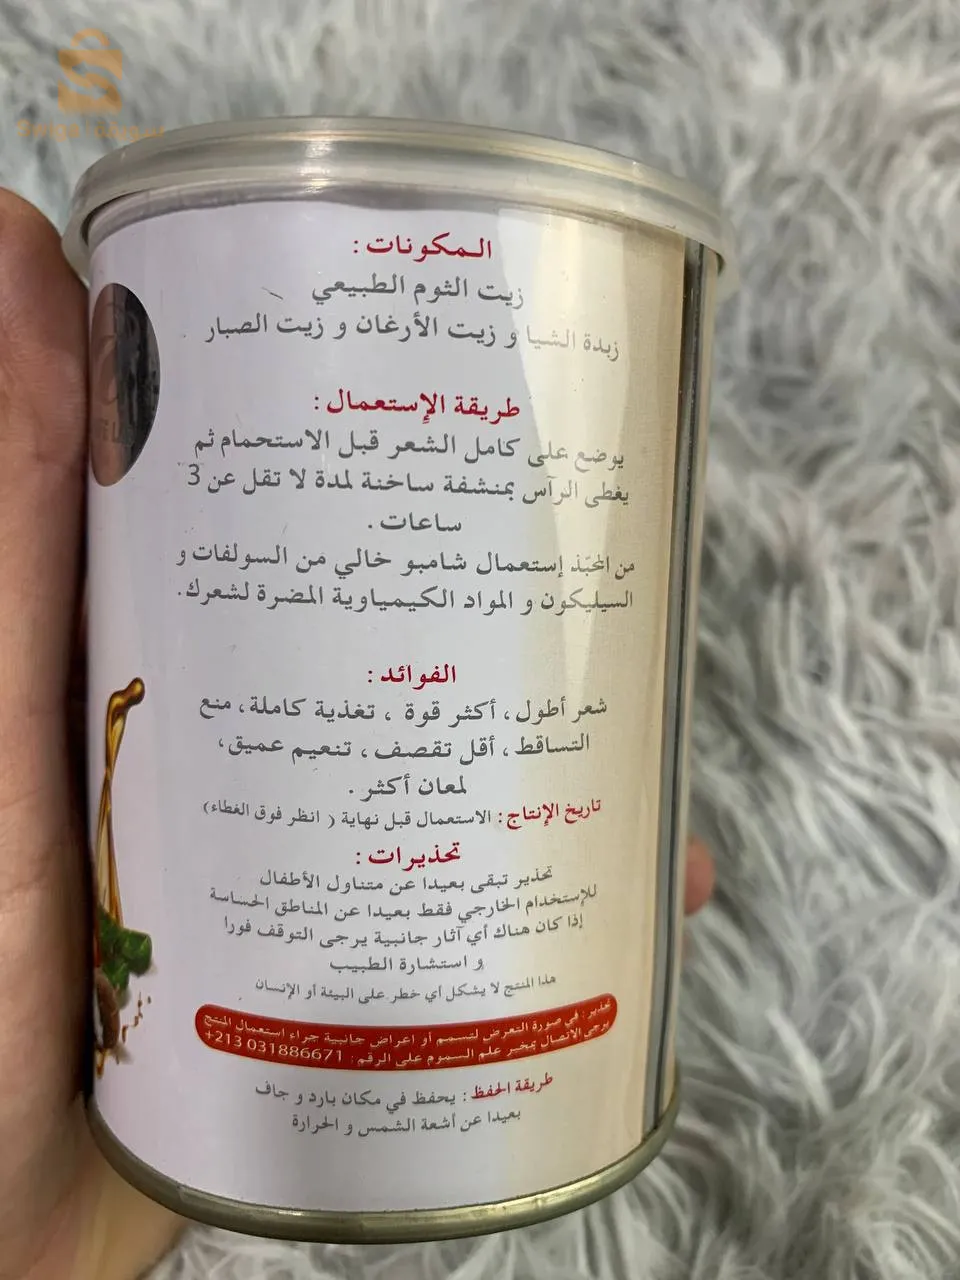 المكونات :
زيت الثوم الطبيعي
زبدة الشيا و زيت الأرغان و زيت الصبار
طريقة الإستعمال :
يوضع على كامل الشعر قبل الاستحمام ثم
يغطى الرآس بمنشفة ساخنة لمدة لا تقل عن 3
ساعات .
من المحبّذ إستعمال شامبو خالي من السولفات و
السيليكون و المواد الكيمياوية المضرة لشعرك.
الفوائد :
شعر أطول، أكثر قوة ، تغذية كاملة، منع
التساقط، أقل تقصف ، تنعيم عميق،
لمعان أكثر .
تاريخ الإنتاج : الاستعمال قبل نهاية ( انظر فوق الغطاء)
تحذيرات :
تحذير تبقى بعيدا عن متناول الأطفال
للإستخدام الخارجي فقط بعيدا عن المناطق الحساسة
إذا كان هناك أي آثار جانبية يرجى التوقف فورا
و استشارة الطبيب
هذا المنتج لا يشكل أي خطر على البيئة أو الإنسان
تحذير : في صورة التعرض لتسمم أو اعراض جانبية جراء استعمال المنتج
يرجى الاتصال بمخبر علم السموم على الرقم : 031886671 213+
طريقة الحفظ : يحفظ في مكان بارد و جاف
بعيدا عن أشعة الشمس و الحرارة